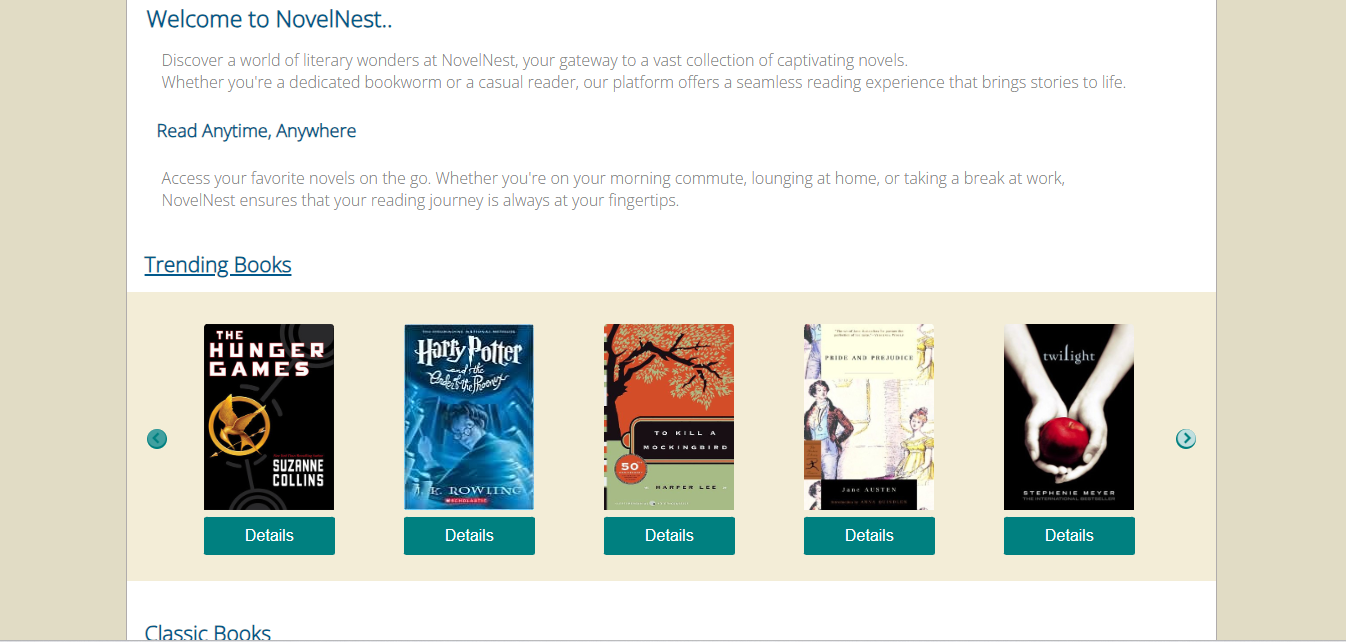 Welcome to NovelNest..
Discover a world of literary wonders at NovelNest, your gateway to a vast collection of captivating novels.
Whether you're a dedicated bookworm or a casual reader, our platform offers a seamless reading experience that brings stories to life.
Read Anytime, Anywhere
Access your favorite novels on the go. Whether you're on your morning commute, lounging at home, or taking a break at work,
NovelNest ensures that your reading journey is always at your fingertips.
Trending Books
THE
HUNGER
GAMES
SUZANNE
COLLINS
Harry Potter
and the
Order of the Phoenix
J. K. ROWLING
SCHOLASTIC
TO KILL A
MOCKINGBIRD
50
HARPER LEE
PRIDE AND PREJUDICE
Jane AUSTEN
twilight
STEPHENIE MEYER
THE INTERNATIONAL BESTSELLER
Details
Details
Details
Details
Details
Classic Books